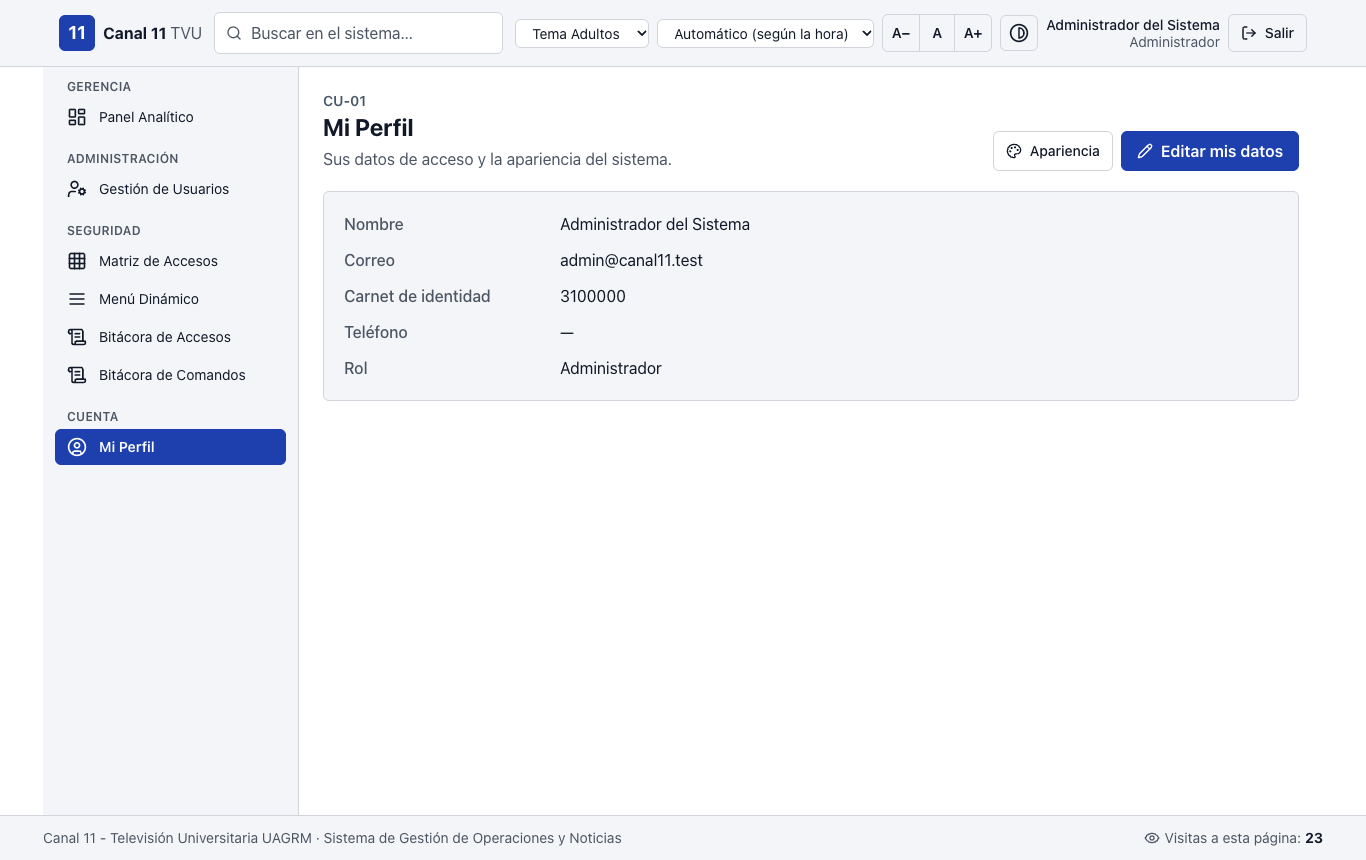 11 Canal 11 TVU
Buscar en el sistema...
Tema Adultos
Automático (según la hora)
A− A A+
Administrador del Sistema
Administrador
Salir
GERENCIA
Panel Analítico
ADMINISTRACIÓN
Gestión de Usuarios
SEGURIDAD
Matriz de Accesos
Menú Dinámico
Bitácora de Accesos
Bitácora de Comandos
CUENTA
Mi Perfil
CU-01
Mi Perfil
Sus datos de acceso y la apariencia del sistema.
Apariencia
Editar mis datos
Nombre Administrador del Sistema
Correo admin@canal11.test
Carnet de identidad 3100000
Teléfono —
Rol Administrador
Canal 11 - Televisión Universitaria UAGRM · Sistema de Gestión de Operaciones y Noticias
Visitas a esta página: 23